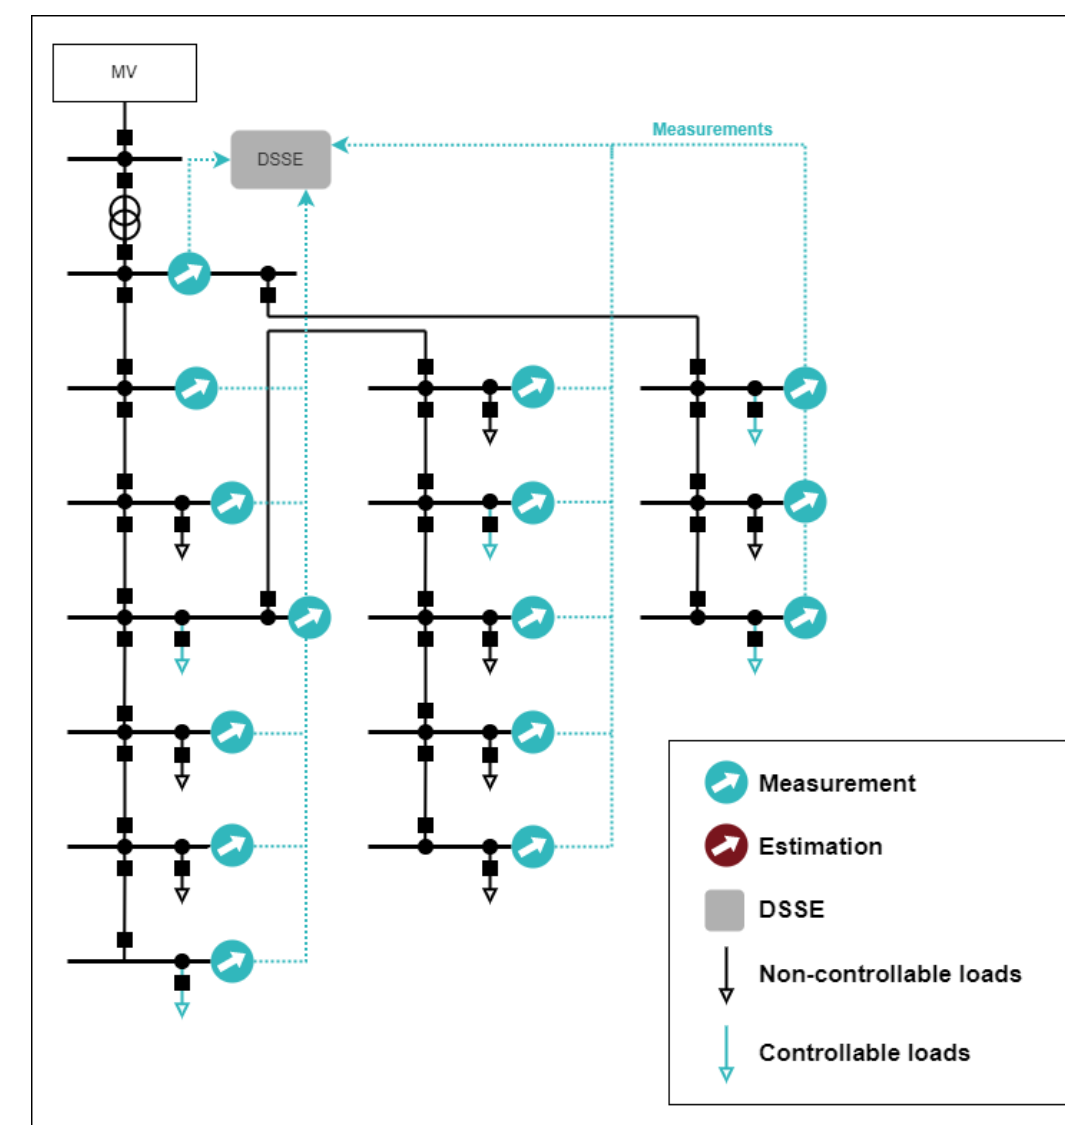 MV
Measurements
DSSE
Measurement
Estimation
DSSE
Non-controllable loads
Controllable loads